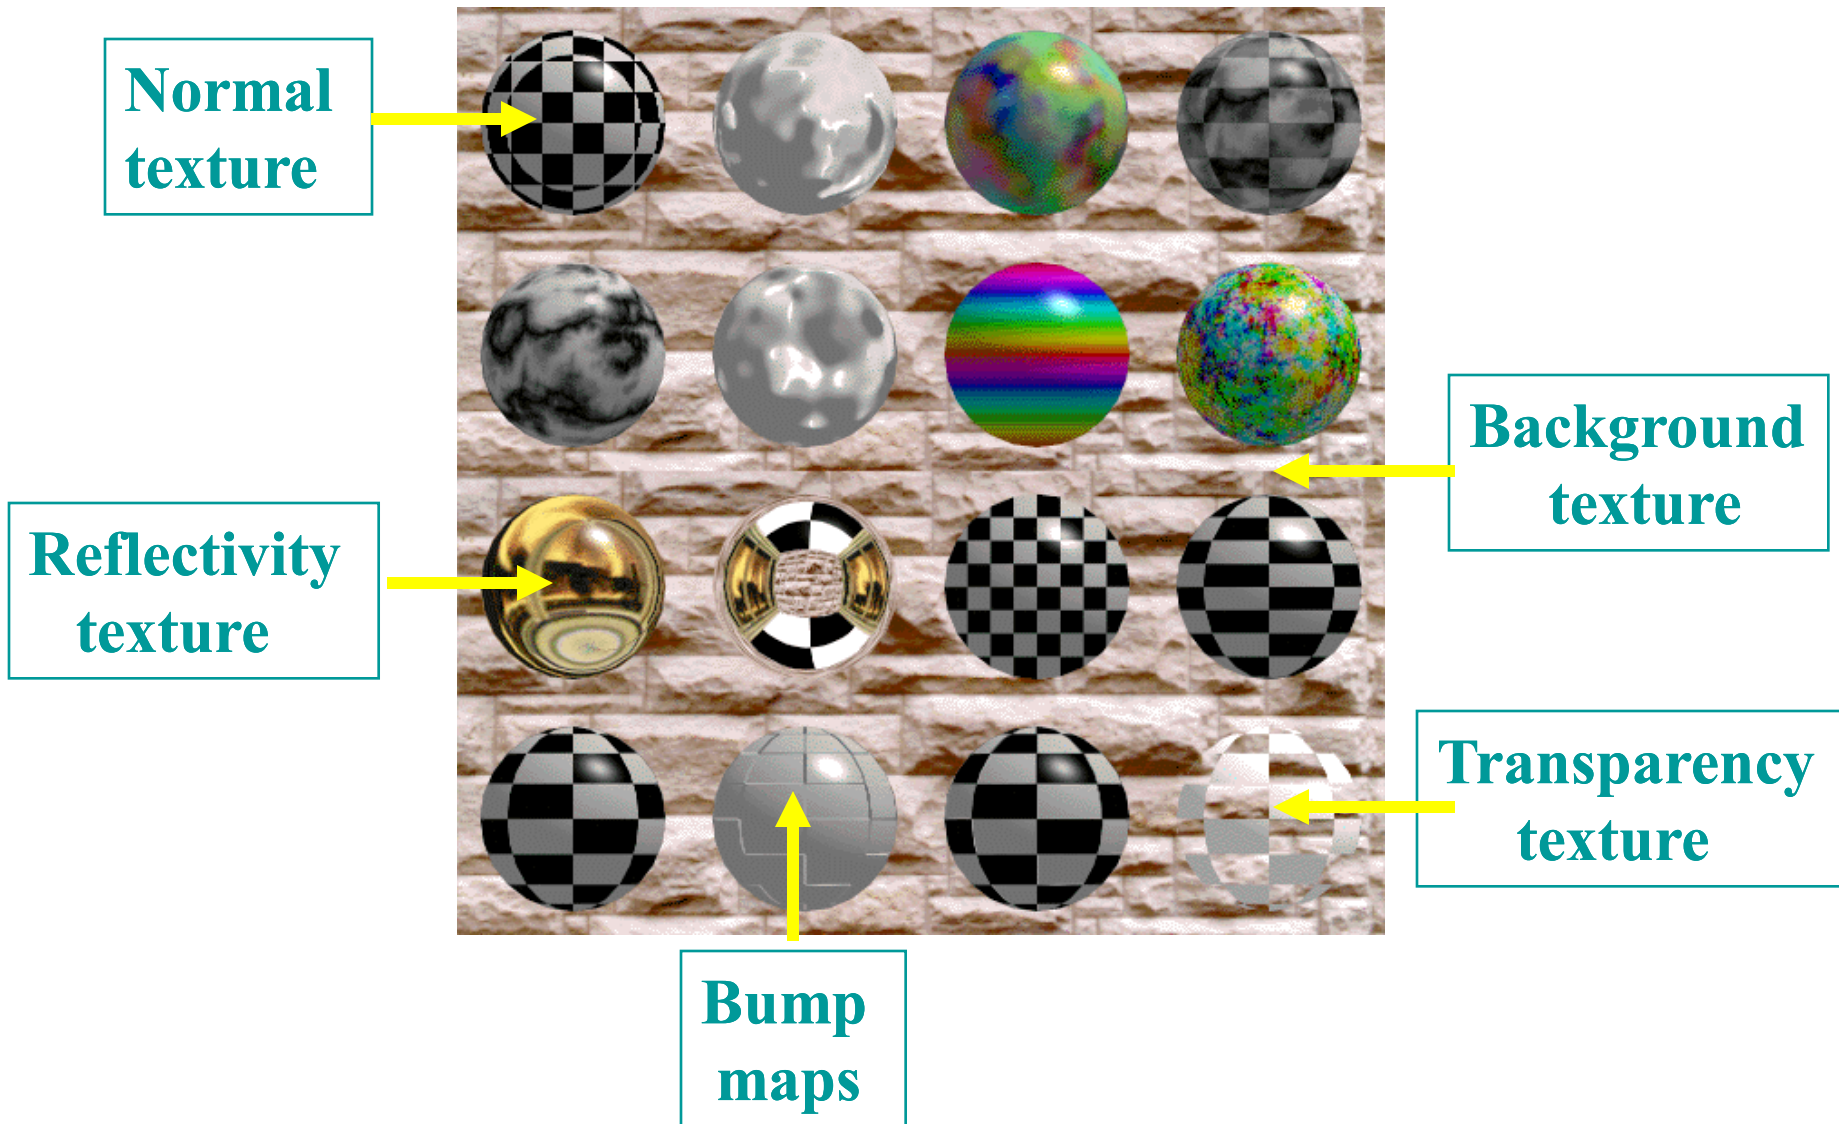 Normal
texture
Background
texture
Reflectivity
texture
Transparency
texture
Bump
maps